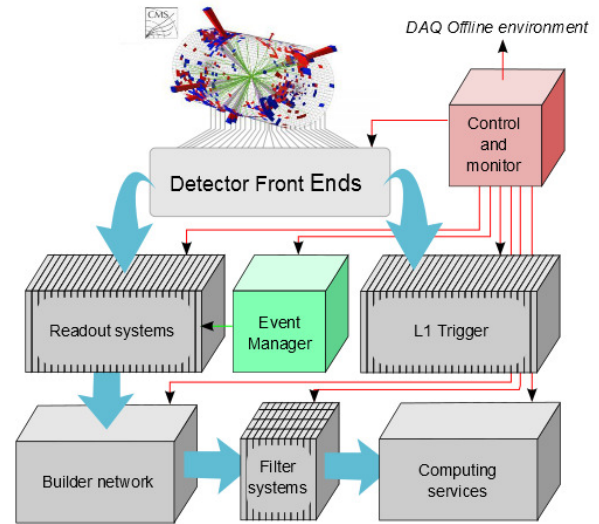 CMS
DAQ Offline environment
Control
and
monitor
Detector Front Ends
Readout systems
Event
Manager
L1 Trigger
Builder network
Filter
systems
Computing
services